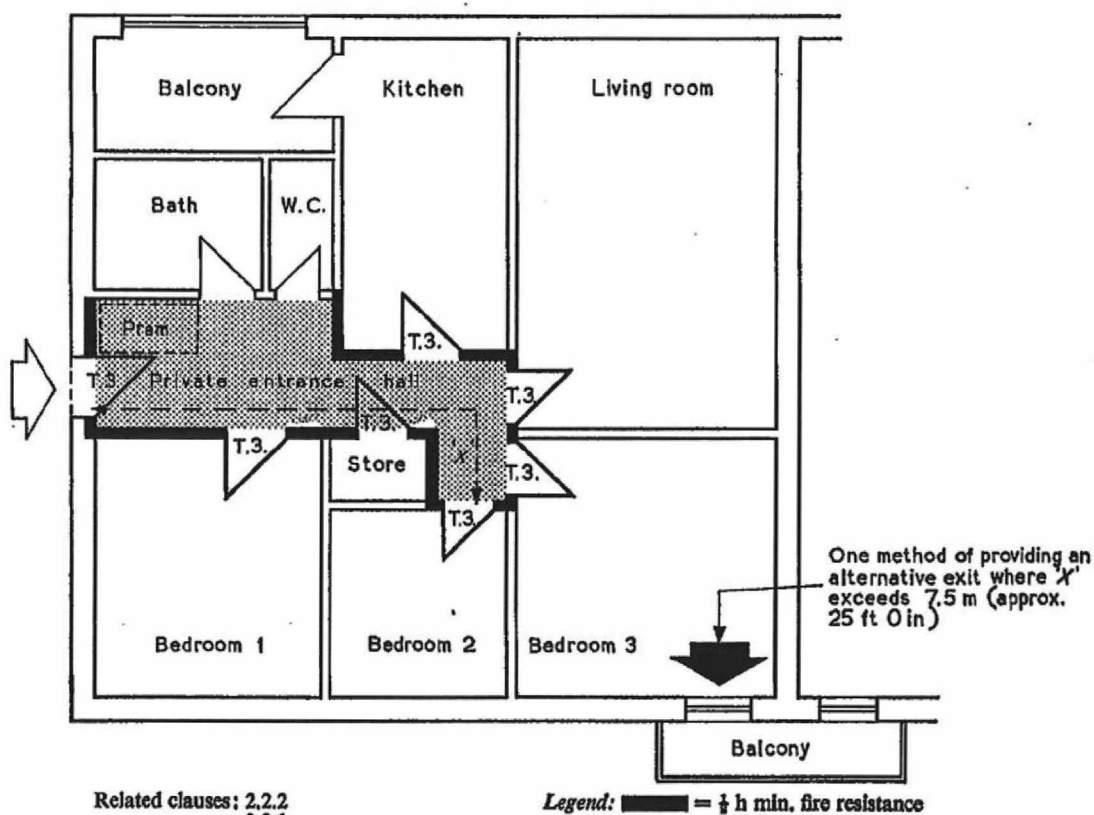 Balcony
Kitchen
Living room
Bath
W.C.
Pram
T.3.
T.3.
T.3. Private entrance hall
T.3.
T.3.
Store
'X'
T.3.
T.3.
One method of providing an
alternative exit where 'X'
exceeds 7.5 m (approx.
25 ft 0 in)
Bedroom 1
Bedroom 2
Bedroom 3
Balcony
Related clauses: 2.2.2
Legend: = ½ h min. fire resistance